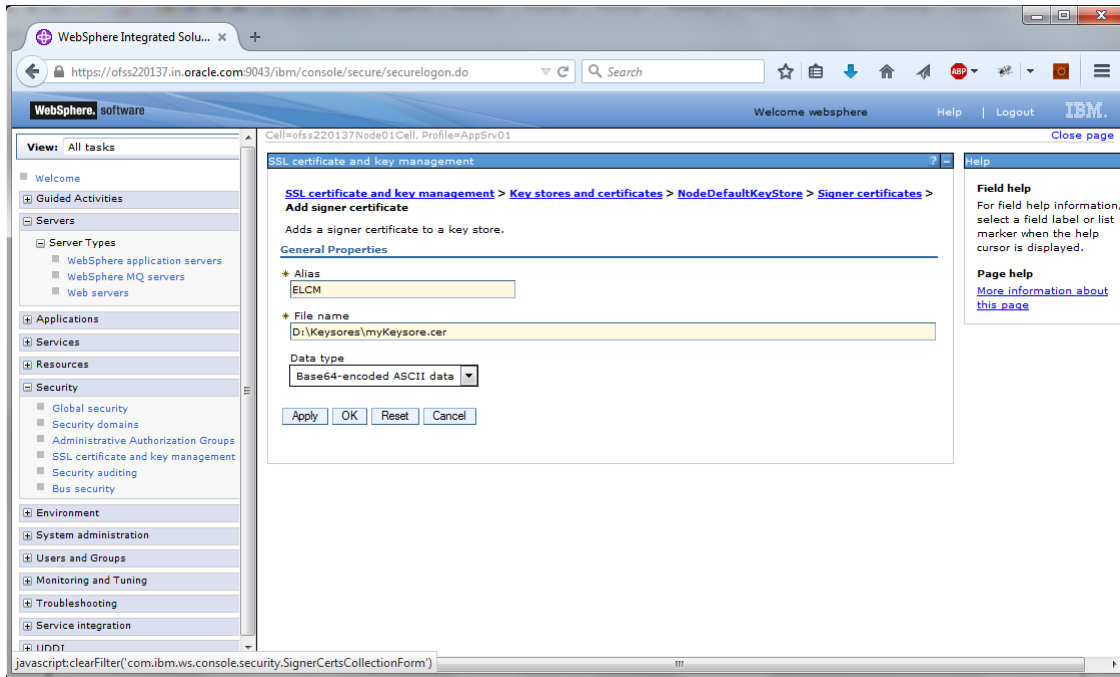 WebSphere Integrated Solu...
https://ofss220137.in.oracle.com:9043/ibm/console/secure/securelogon.do
Search
ABP
WebSphere. software
Welcome websphere
Help | Logout
IBM.
Cell=ofss220137Node01Cell, Profile=AppSrv01
Close page
View: All tasks
Welcome
Guided Activities
Servers
Server Types
WebSphere application servers
WebSphere MQ servers
Web servers
Applications
Services
Resources
Security
Global security
Security domains
Administrative Authorization Groups
SSL certificate and key management
Security auditing
Bus security
Environment
System administration
Users and Groups
Monitoring and Tuning
Troubleshooting
Service integration
UDDI
SSL certificate and key management
SSL certificate and key management > Key stores and certificates > NodeDefaultKeyStore > Signer certificates >
Add signer certificate
Adds a signer certificate to a key store.
General Properties
* Alias
ELCM
* File name
D:\Keysores\myKeysore.cer
Data type
Base64-encoded ASCII data
Apply OK Reset Cancel
Help
Field help
For field help information,
select a field label or list
marker when the help
cursor is displayed.
Page help
More information about
this page
javascript:clearFilter('com.ibm.ws.console.security.SignerCertsCollectionForm')